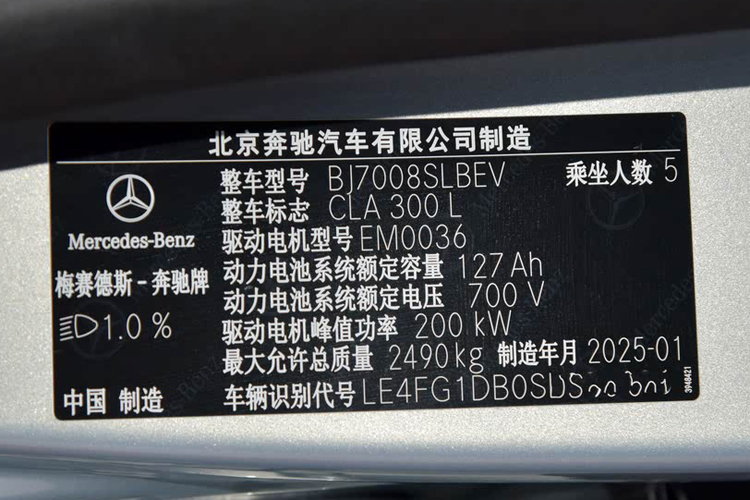 北京奔驰汽车有限公司制造
整车型号 BJ7008SLBEV 乘坐人数 5
整车标志 CLA 300 L
驱动电机型号 EM0036
动力电池系统额定容量 127 Ah
动力电池系统额定电压 700 V
驱动电机峰值功率 200 kW
最大允许总质量 2490kg 制造年月 2025-01
车辆识别代号
Mercedes-Benz
梅赛德斯-奔驰牌
1.0 %
中国 制造
3948421